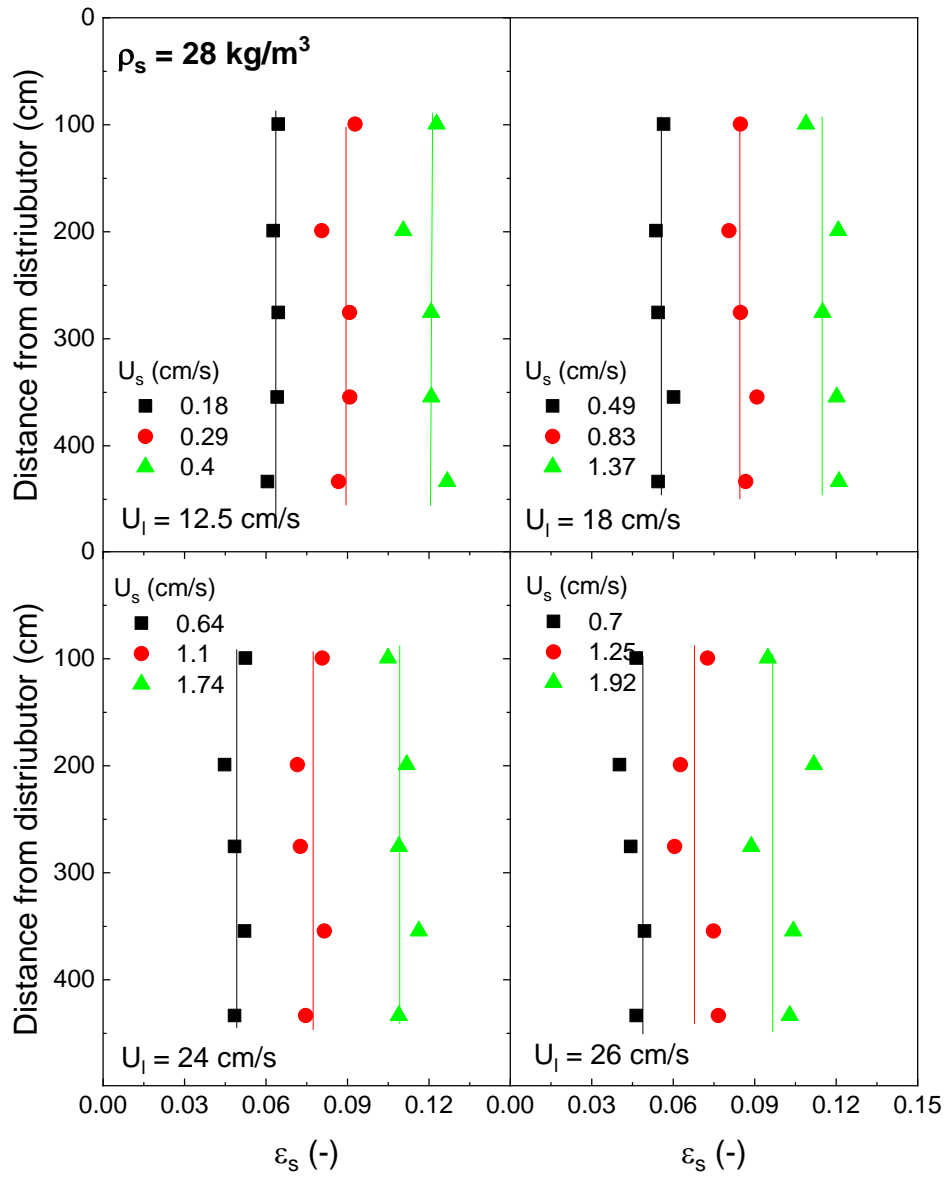 0
100
200
300
400
Distance from distriubutor (cm)
ρs = 28 kg/m3
Us (cm/s)
0.18
0.29
0.4
Ul = 12.5 cm/s
Us (cm/s)
0.49
0.83
1.37
Ul = 18 cm/s
0
100
200
300
400
Distance from distriubutor (cm)
Us (cm/s)
0.64
1.1
1.74
Ul = 24 cm/s
Us (cm/s)
0.7
1.25
1.92
Ul = 26 cm/s
0.00 0.03 0.06 0.09 0.12 0.00 0.03 0.06 0.09 0.12 0.15
εs (-) εs (-)